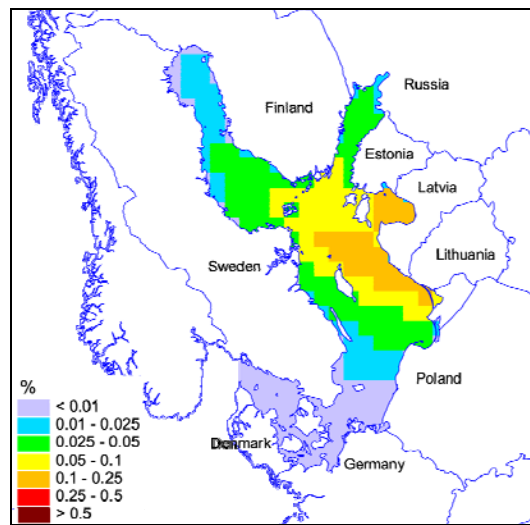 Russia
Finland
Estonia
Latvia
Lithuania
Sweden
Poland
%
< 0.01
0.01 - 0.025
0.025 - 0.05
0.05 - 0.1
0.1 - 0.25
0.25 - 0.5
> 0.5
Denmark
Germany